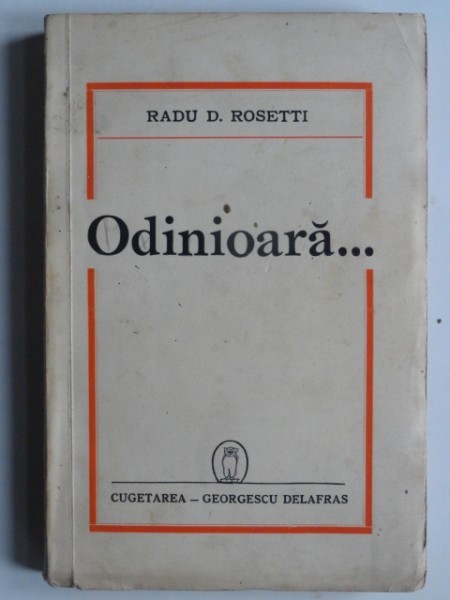 RADU D. ROSETTI
Odinioară...
CUGETAREA — GEORGESCU DELAFRAS